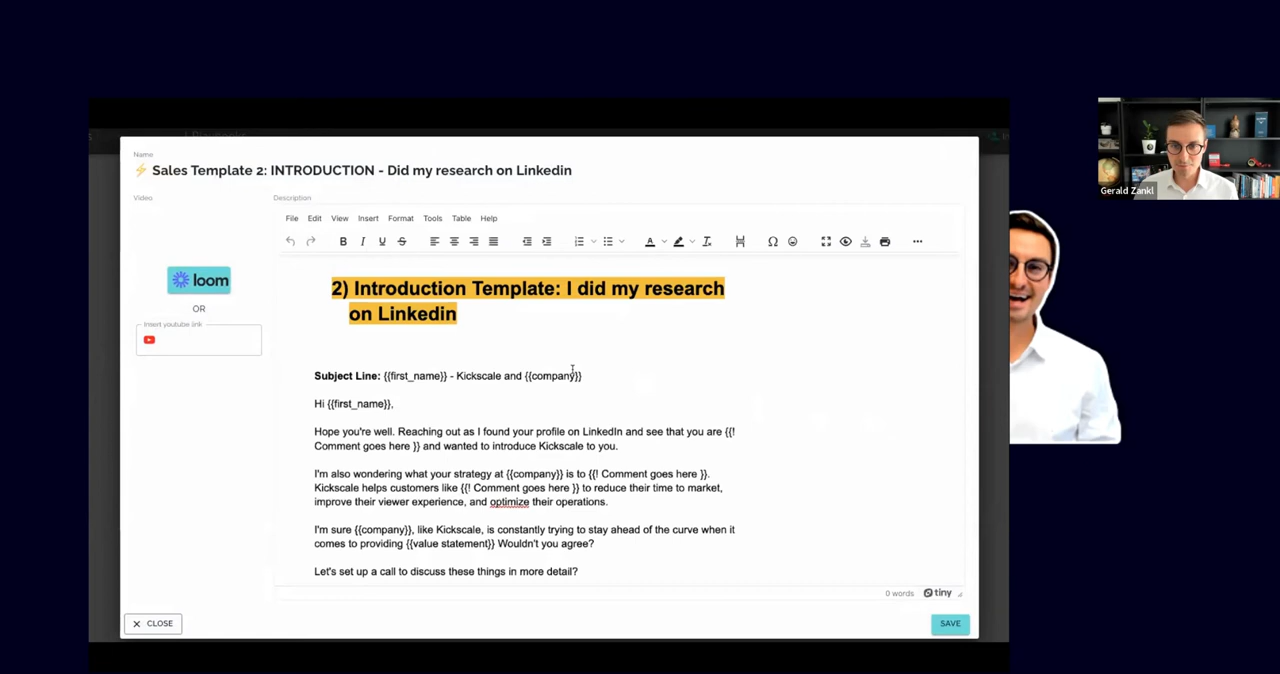 Name
⚡ Sales Template 2: INTRODUCTION - Did my research on Linkedin
Video
Description
File Edit View Insert Format Tools Table Help
loom
OR
Insert youtube link
2) Introduction Template: I did my research
on Linkedin
Subject Line: {{first_name}} - Kickscale and {{company}}
Hi {{first_name}},
Hope you're well. Reaching out as I found your profile on LinkedIn and see that you are {{!
Comment goes here }} and wanted to introduce Kickscale to you.
I'm also wondering what your strategy at {{company}} is to {{! Comment goes here }}.
Kickscale helps customers like {{! Comment goes here }} to reduce their time to market,
improve their viewer experience, and optimize their operations.
I'm sure {{company}}, like Kickscale, is constantly trying to stay ahead of the curve when it
comes to providing {{value statement}} Wouldn't you agree?
Let's set up a call to discuss these things in more detail?
0 words tiny
CLOSE
SAVE
Gerald Zankl